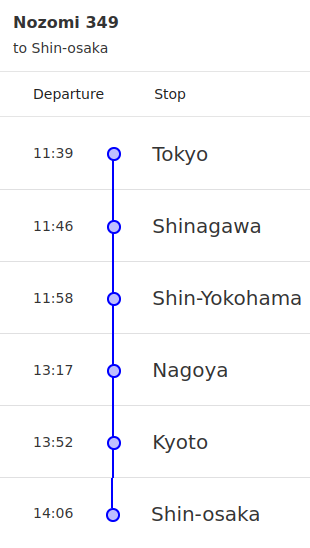 Nozomi 349
to Shin-osaka
Departure Stop
11:39 Tokyo
11:46 Shinagawa
11:58 Shin-Yokohama
13:17 Nagoya
13:52 Kyoto
14:06 Shin-osaka